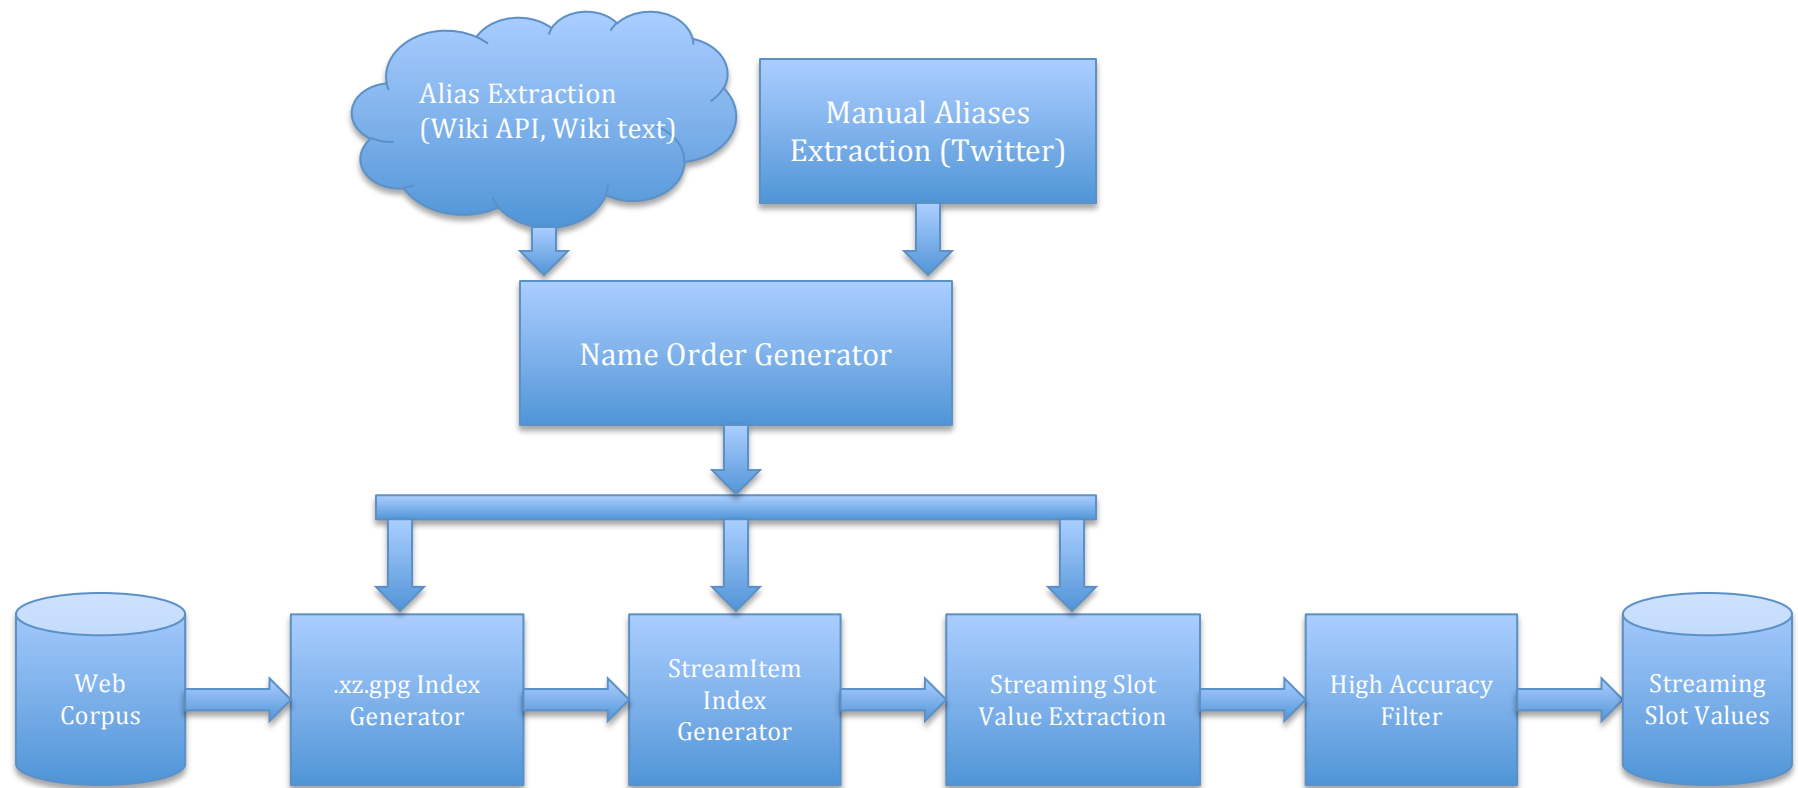 Alias Extraction
(Wiki API, Wiki text)
Manual Aliases
Extraction (Twitter)
Name Order Generator
Web
Corpus
.xz.gpg Index
Generator
StreamItem
Index
Generator
Streaming Slot
Value Extraction
High Accuracy
Filter
Streaming
Slot Values